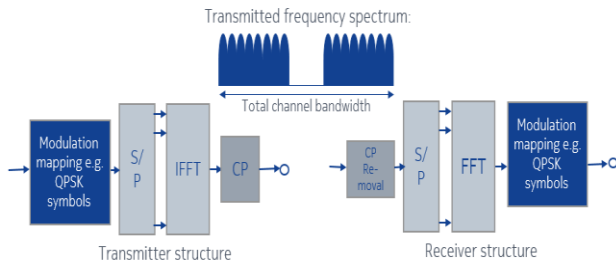 Transmitted frequency spectrum:
Total channel bandwidth
Modulation
mapping e.g.
QPSK
symbols
S/
P
IFFT
CP
Transmitter structure
CP
Re-
moval
S/
P
FFT
Modulation
mapping e.g.
QPSK
symbols
Receiver structure